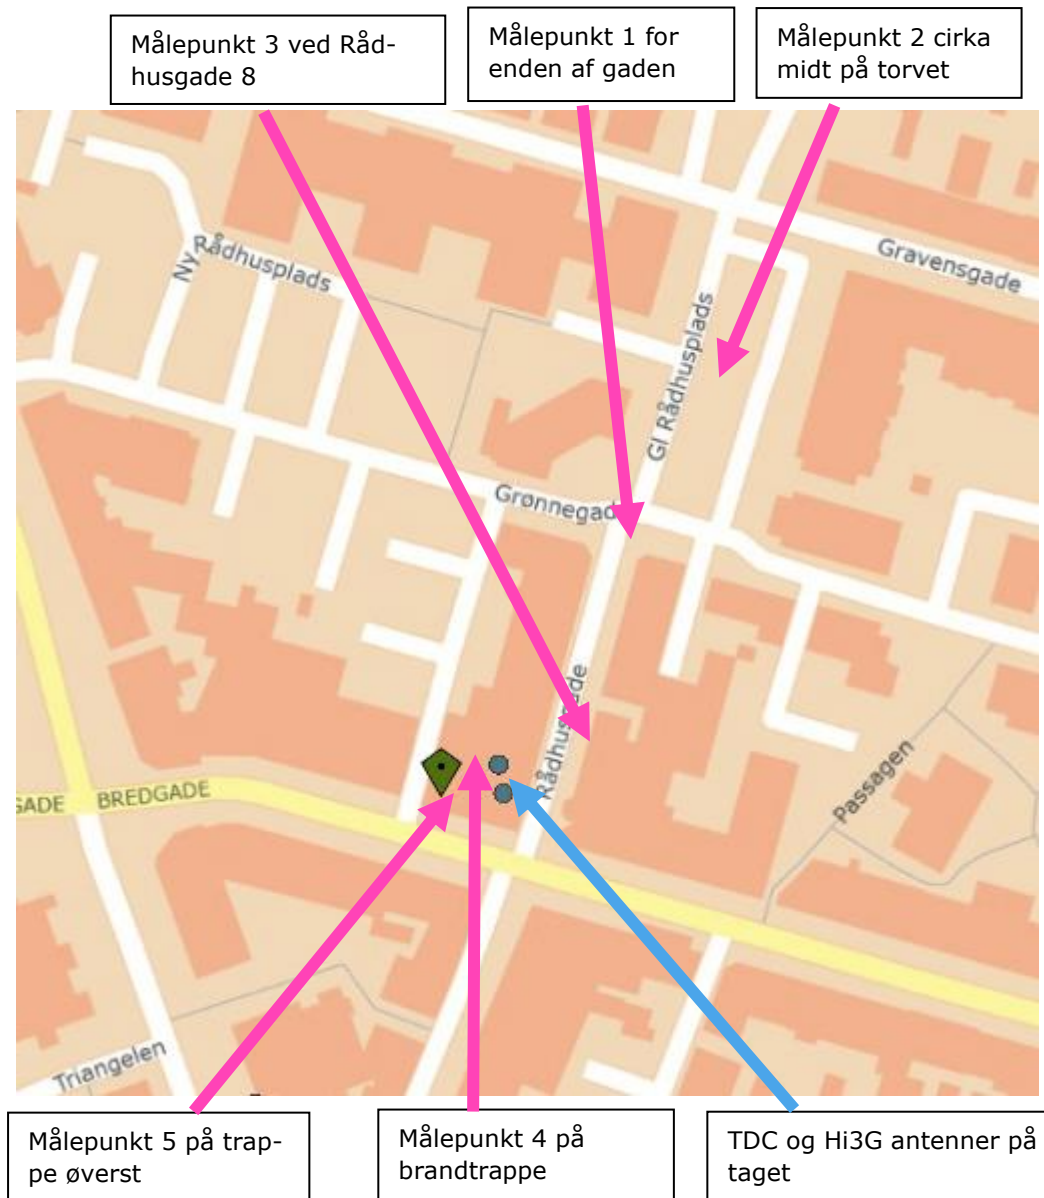 Målepunkt 3 ved Råd-
husgade 8
Målepunkt 1 for
enden af gaden
Målepunkt 2 cirka
midt på torvet
Gravensgade
Ny
Rådhusplads
Gl Rådhusplads
Grønnegad
Rådhusgade
Passagen
GADE
BREDGADE
Triangelen
Målepunkt 5 på trap-
pe øverst
Målepunkt 4 på
brandtrappe
TDC og Hi3G antenner på
taget